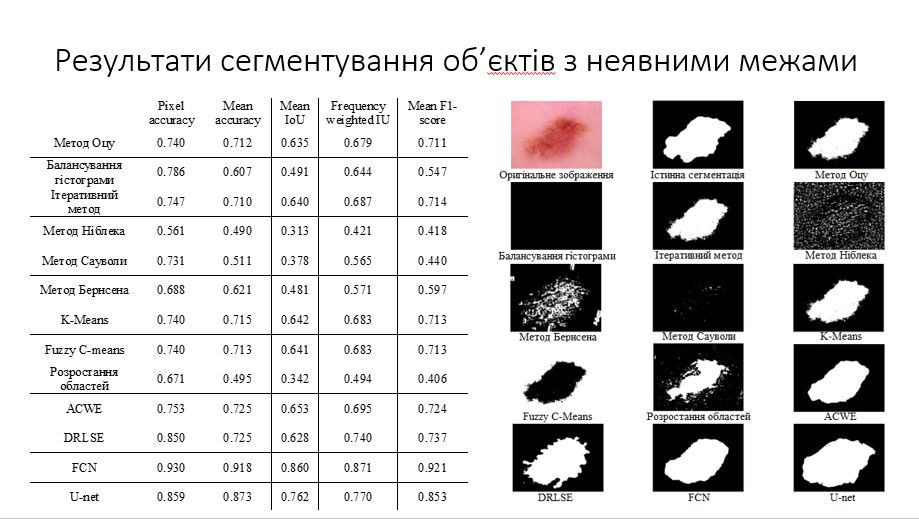 Результати сегментування об’єктів з неявними межами
Pixel accuracy Mean accuracy Mean IoU Frequency weighted IU Mean F1-score
Метод Оцу 0.740 0.712 0.635 0.679 0.711
Балансування гістограми 0.786 0.607 0.491 0.644 0.547
Ітеративний метод 0.747 0.710 0.640 0.687 0.714
Метод Ніблека 0.561 0.490 0.313 0.421 0.418
Метод Сауволи 0.731 0.511 0.378 0.565 0.440
Метод Бернсена 0.688 0.621 0.481 0.571 0.597
K-Means 0.740 0.715 0.642 0.683 0.713
Fuzzy C-means 0.740 0.713 0.641 0.683 0.713
Розростання областей 0.671 0.495 0.342 0.494 0.406
ACWE 0.753 0.725 0.653 0.695 0.724
DRLSE 0.850 0.725 0.628 0.740 0.737
FCN 0.930 0.918 0.860 0.871 0.921
U-net 0.859 0.873 0.762 0.770 0.853
Оригінальне зображення Істинна сегментація Метод Оцу
Балансування гістограми Ітеративний метод Метод Ніблека
Метод Бернсена Метод Сауволи K-Means
Fuzzy C-Means Розростання областей ACWE
DRLSE FCN U-net